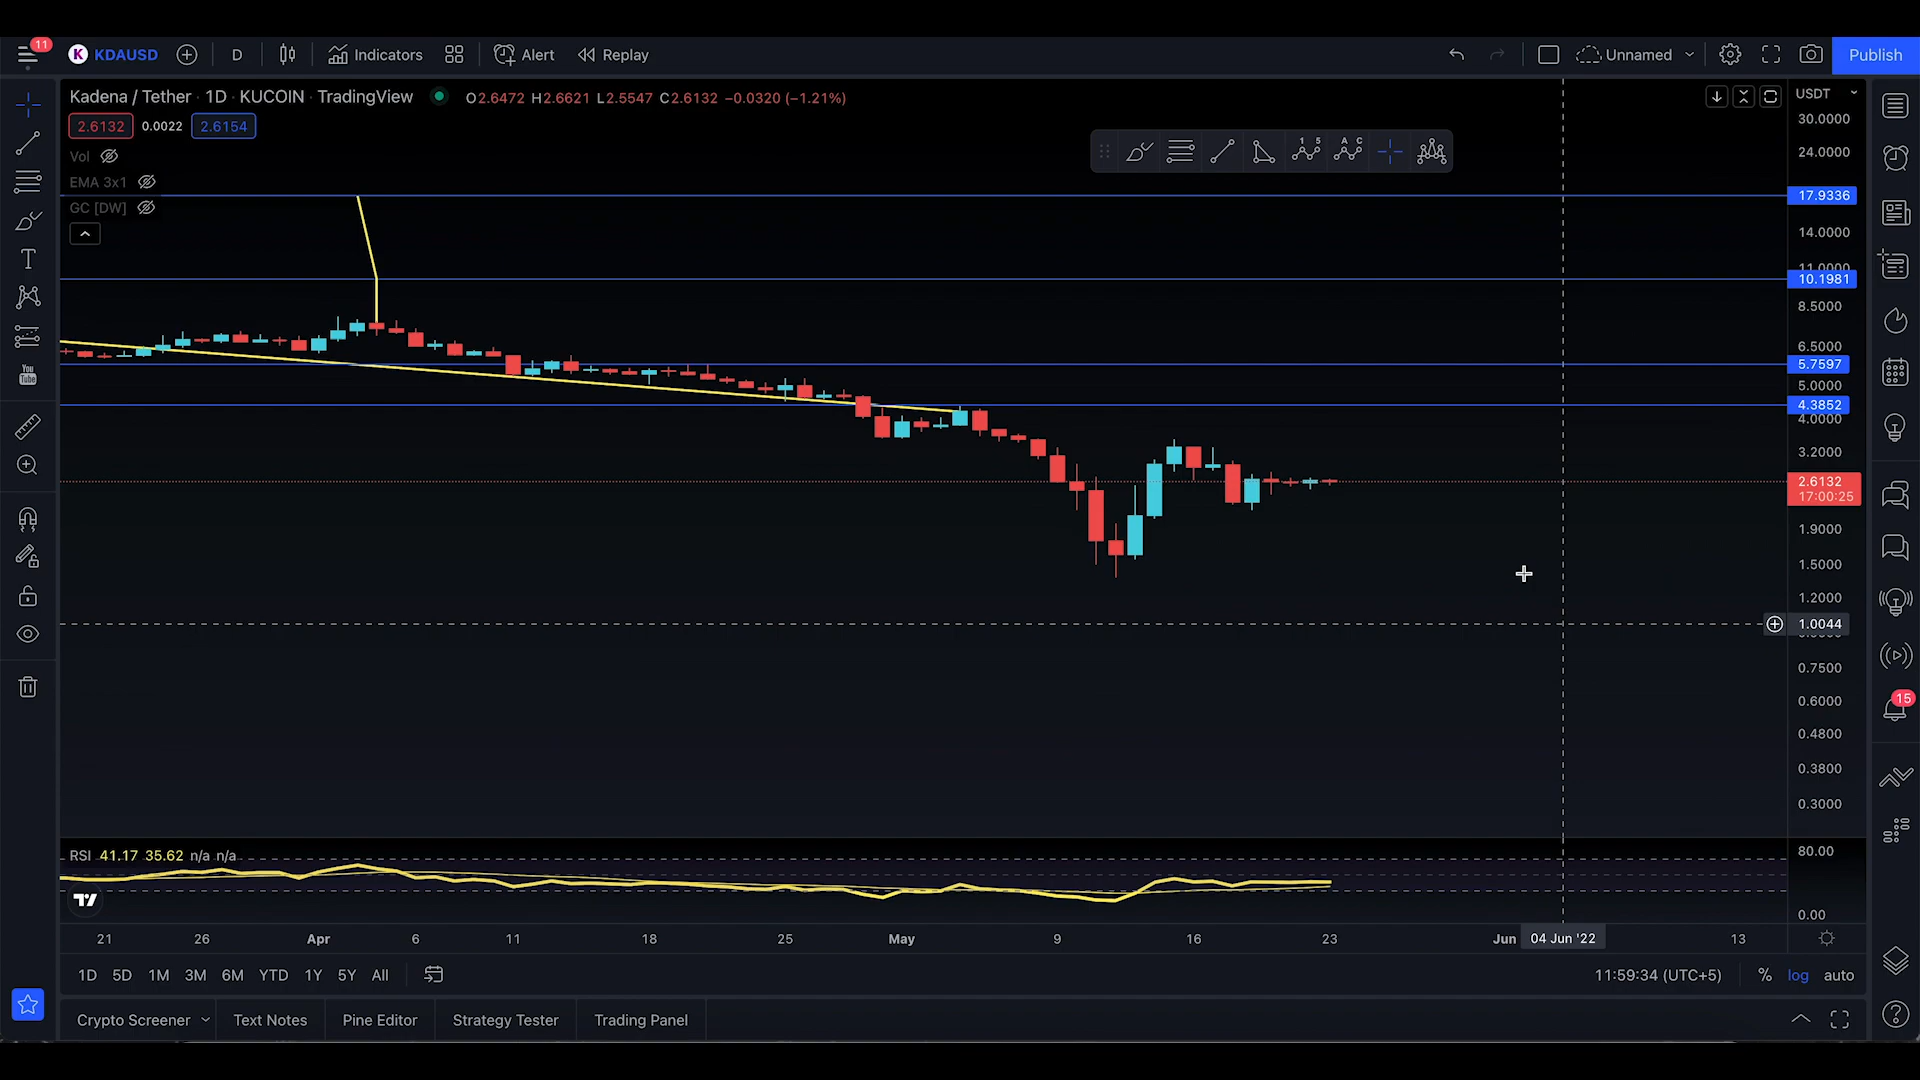 11
K KDAUSD D Indicators Alert Replay Unnamed Publish
Kadena / Tether · 1D · KUCOIN · TradingView O2.6472 H2.6621 L2.5547 C2.6132 −0.0320 (−1.21%) USDT
2.6132 0.0022 2.6154
Vol
EMA 3x1
GC [DW]
1 5
A C
30.0000
24.0000
17.9336
14.0000
11.0000
10.1981
8.5000
6.5000
5.7597
5.0000
4.3852
4.0000
3.2000
2.6132
17:00:25
1.9000
1.5000
1.2000
1.0044
0.7500
0.6000
0.4800
0.3800
0.3000
T
You
Tube
15
RSI 41.17 35.62 n/a n/a
80.00
0.00
21 26 Apr 6 11 18 25 May 9 16 23 Jun 04 Jun '22 13
1D 5D 1M 3M 6M YTD 1Y 5Y All 11:59:34 (UTC+5) % log auto
Crypto Screener Text Notes Pine Editor Strategy Tester Trading Panel